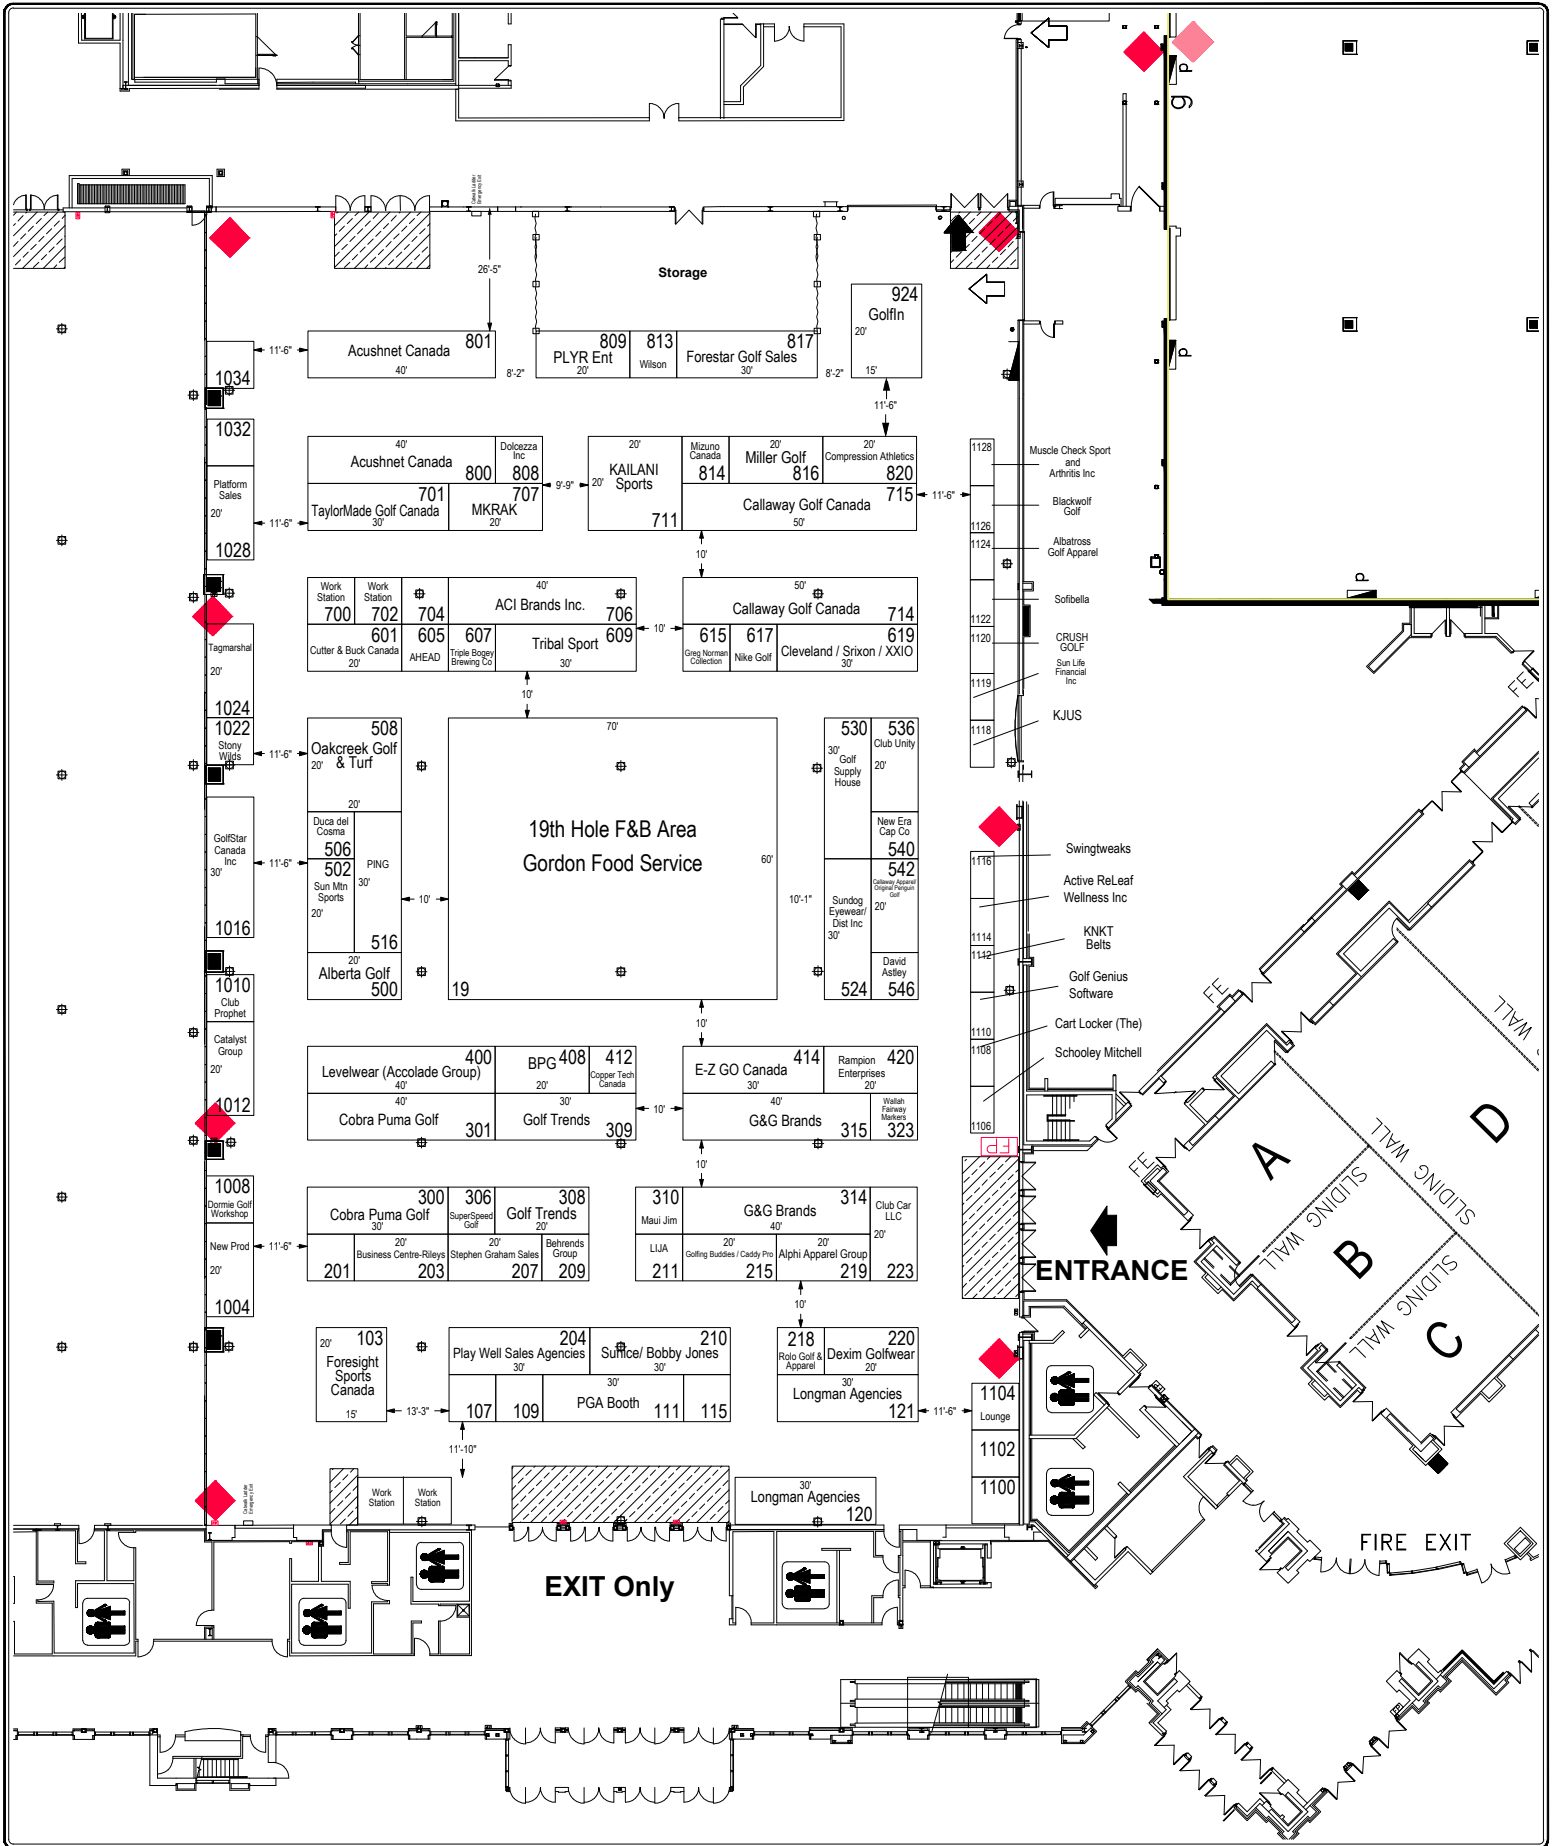 Catwalk Ladder
Emergency Exit
p
g
26'-5"
Storage
924
GolfIn
20'
15'
p
801
Acushnet Canada
40'
11'-6"
1034
8'-2"
809
PLYR Ent
20'
813
Wilson
817
Forestar Golf Sales
30'
8'-2"
11'-6"
1032
40'
Acushnet Canada
800
Dolcezza
Inc
808
20'
KAILANI
Sports
20'
711
Mizuno
Canada
814
20'
Miller Golf
816
20'
Compression Athletics
820
1128
Muscle Check Sport
and
Arthritis Inc
Platform
Sales
20'
1028
11'-6"
701
TaylorMade Golf Canada
30'
707
MKRAK
20'
9'-9"
715
Callaway Golf Canada
50'
11'-6"
1126
Blackwolf
Golf
1124
Albatross
Golf Apparel
10'
p
Work
Station
700
Work
Station
702
704
40'
ACI Brands Inc.
706
50'
Callaway Golf Canada
714
Sofibella
1122
10'
601
Cutter & Buck Canada
20'
605
AHEAD
607
Triple Bogey
Brewing Co
609
Tribal Sport
30'
615
Greg Norman
Collection
617
Nike Golf
619
Cleveland / Srixon / XXIO
30'
1120
CRUSH
GOLF
Sun Life
Financial
Inc
1119
KJUS
1118
Tagmarshal
20'
1024
1022
Stony
Wilds
11'-6"
10'
508
Oakcreek Golf
& Turf
20'
20'
70'
19th Hole F&B Area
Gordon Food Service
60'
19
530
30'
Golf
Supply
House
536
Club Unity
20'
FE
Duca del
Cosma
506
502
Sun Mtn
Sports
20'
PING
30'
516
New Era
Cap Co
540
542
Callaway Apparel/
Original Penguin
Golf
20'
GolfStar
Canada
Inc
30'
1016
11'-6"
10'
10'-1"
Sundog
Eyewear/
Dist Inc
30'
524
David
Astley
546
20'
Alberta Golf
500
1116
Swingtweaks
Active ReLeaf
Wellness Inc
1114
1112
KNKT
Belts
Golf Genius
Software
1110
Cart Locker (The)
1108
Schooley Mitchell
1106
FE
1010
Club
Prophet
Catalyst
Group
20'
1012
10'
400
Levelwear (Accolade Group)
40'
BPG
408
20'
412
Copper Tech
Canada
414
E-Z GO Canada
30'
420
Rampion
Enterprises
20'
40'
Cobra Puma Golf
301
30'
Golf Trends
309
10'
40'
G&G Brands
315
Wallah
Fairway
Markers
323
FP
10'
1008
Dormie Golf
Workshop
New Prod
20'
1004
11'-6"
300
Cobra Puma Golf
30'
306
SuperSpeed
Golf
308
Golf Trends
20'
310
Maui Jim
314
G&G Brands
40'
Club Car
LLC
20'
223
201
20'
Business Centre-Rileys
203
20'
Stephen Graham Sales
207
Behrends
Group
209
LIJA
211
20'
Golfing Buddies / Caddy Pro
215
20'
Alphi Apparel Group
219
ENTRANCE
FE
A
B
C
D
SLIDING WALL
SLIDING WALL
SLIDING WALL
WALL
10'
20'
103
Foresight
Sports
Canada
15'
13'-3"
204
Play Well Sales Agencies
30'
210
Sunice/ Bobby Jones
30'
107
109
30'
PGA Booth
111
115
218
Rolo Golf &
Apparel
220
Dexim Golfwear
20'
30'
Longman Agencies
121
11'-6"
1104
Lounge
1102
1100
11'-10"
Catwalk Ladder
Emergency Exit
Work
Station
Work
Station
30'
Longman Agencies
120
EXIT Only
FIRE EXIT